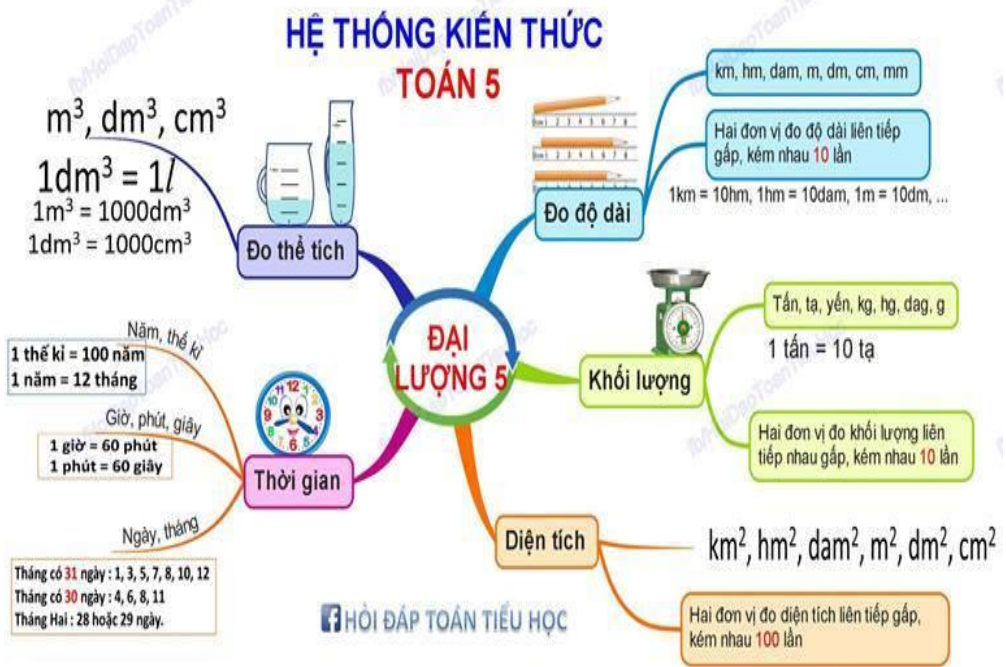 HỆ THỐNG KIẾN THỨC
TOÁN 5
m³, dm³, cm³
1dm³ = 1l
1m³ = 1000dm³
1dm³ = 1000cm³
Đo thể tích
km, hm, dam, m, dm, cm, mm
Hai đơn vị đo độ dài liên tiếp
gấp, kém nhau 10 lần
1km = 10hm, 1hm = 10dam, 1m = 10dm, ...
Đo độ dài
ĐẠI
LƯỢNG 5
Tấn, tạ, yến, kg, hg, dag, g
1 tấn = 10 tạ
Khối lượng
Hai đơn vị đo khối lượng liên
tiếp nhau gấp, kém nhau 10 lần
Năm, thế kỉ
1 thế kỉ = 100 năm
1 năm = 12 tháng
Giờ, phút, giây
1 giờ = 60 phút
1 phút = 60 giây
Thời gian
Ngày, tháng
Tháng có 31 ngày : 1, 3, 5, 7, 8, 10, 12
Tháng có 30 ngày : 4, 6, 8, 11
Tháng Hai : 28 hoặc 29 ngày.
Diện tích
km², hm², dam², m², dm², cm²
Hai đơn vị đo diện tích liên tiếp gấp,
kém nhau 100 lần
HỎI ĐÁP TOÁN TIỂU HỌC